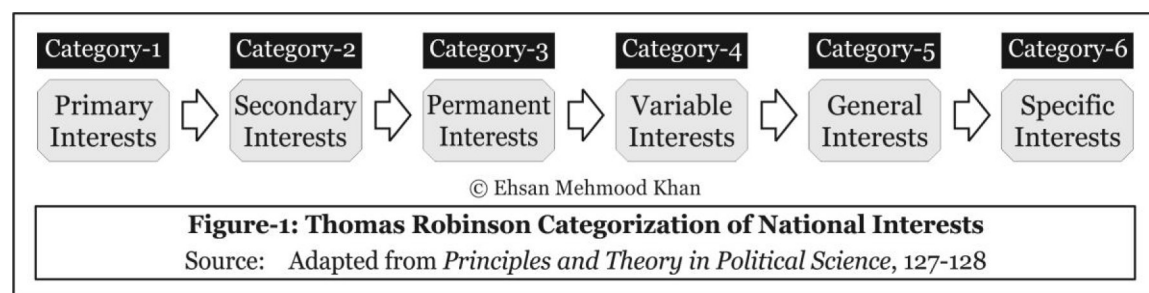 Category-1 Category-2 Category-3 Category-4 Category-5 Category-6
Primary Secondary Permanent Variable General Specific
Interests Interests Interests Interests Interests Interests
© Ehsan Mehmood Khan
Figure-1: Thomas Robinson Categorization of National Interests
Source: Adapted from Principles and Theory in Political Science, 127-128